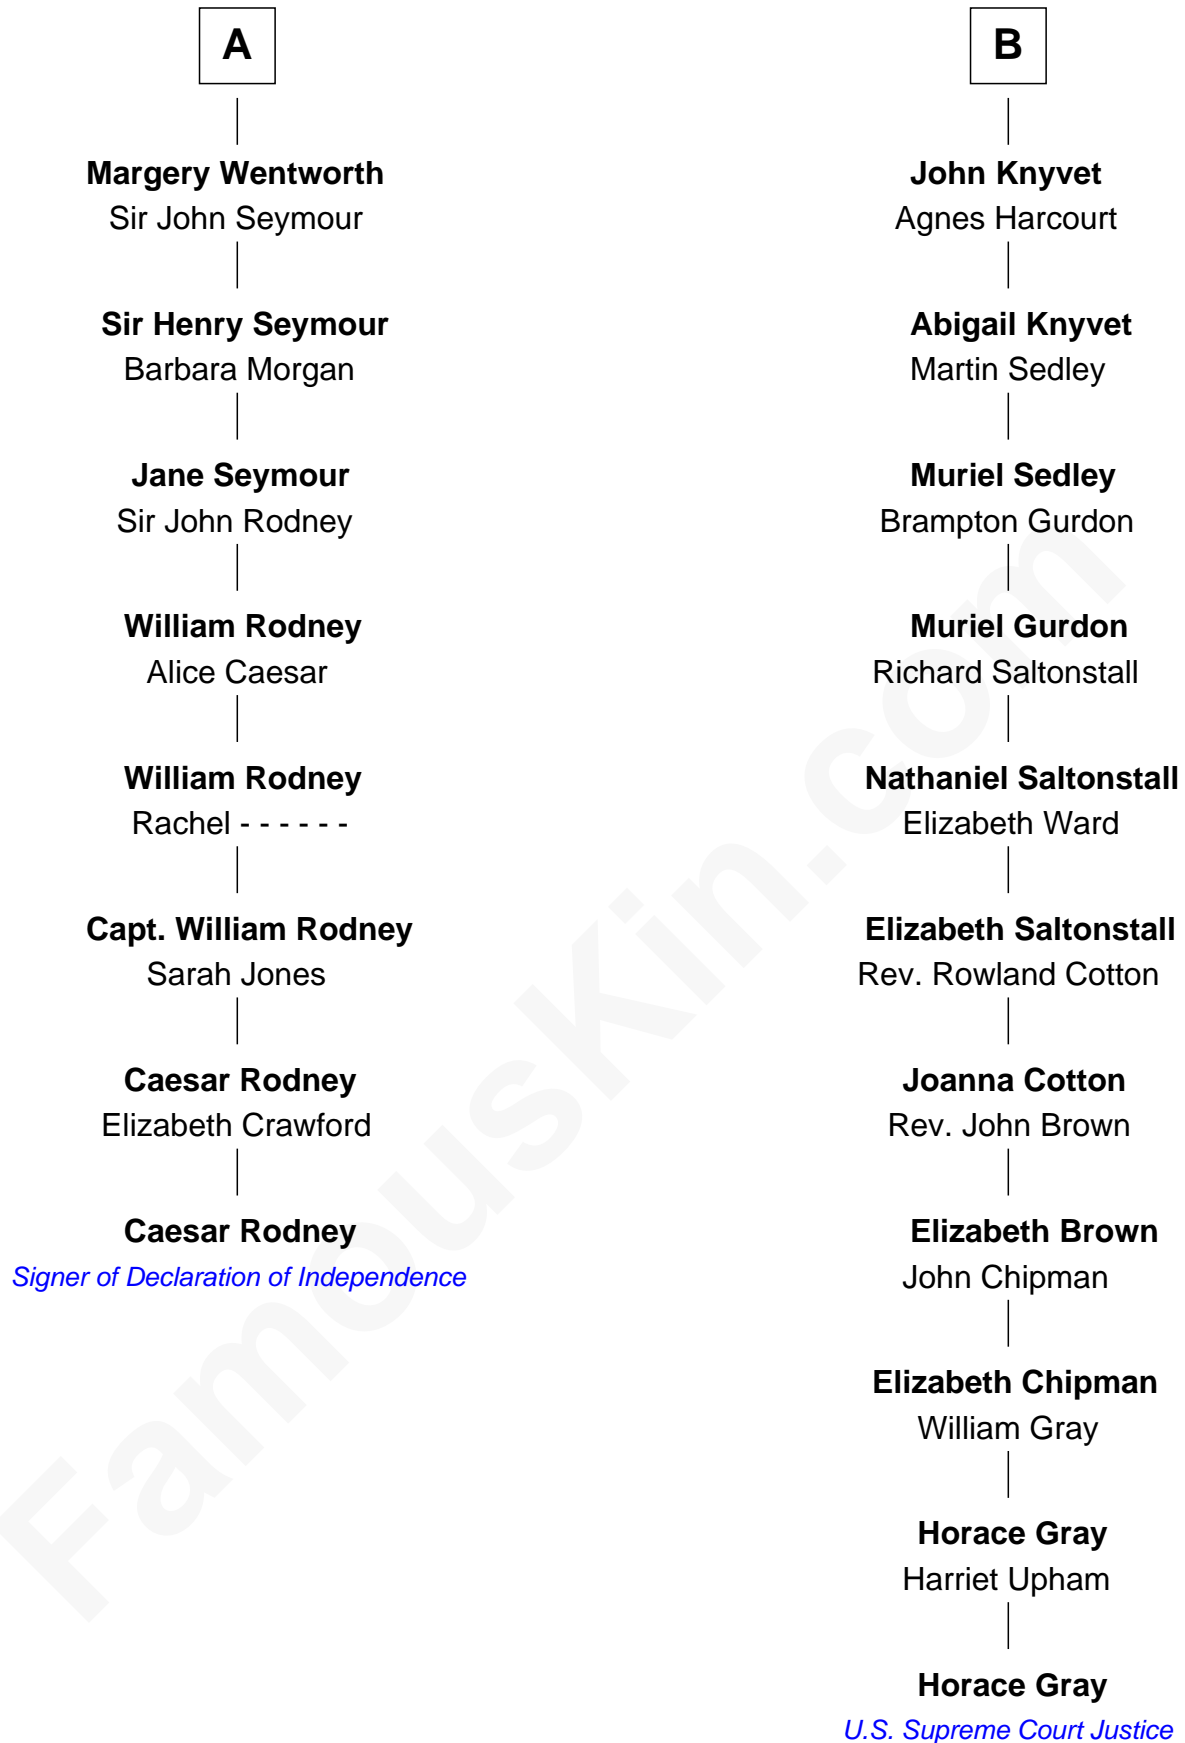 A
Margery Wentworth
Sir John Seymour
Sir Henry Seymour
Barbara Morgan
Jane Seymour
Sir John Rodney
William Rodney
Alice Caesar
William Rodney
Rachel - - - - - -
Capt. William Rodney
Sarah Jones
Caesar Rodney
Elizabeth Crawford
Caesar Rodney
Signer of Declaration of Independence
B
John Knyvet
Agnes Harcourt
Abigail Knyvet
Martin Sedley
Muriel Sedley
Brampton Gurdon
Muriel Gurdon
Richard Saltonstall
Nathaniel Saltonstall
Elizabeth Ward
Elizabeth Saltonstall
Rev. Rowland Cotton
Joanna Cotton
Rev. John Brown
Elizabeth Brown
John Chipman
Elizabeth Chipman
William Gray
Horace Gray
Harriet Upham
Horace Gray
U.S. Supreme Court Justice
FamousKin.com